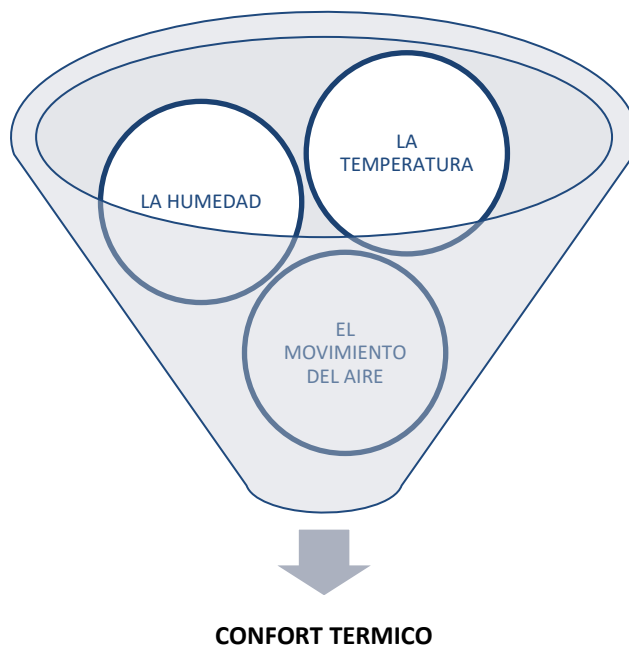 LA
TEMPERATURA
LA HUMEDAD
EL
MOVIMIENTO
DEL AIRE
CONFORT TERMICO